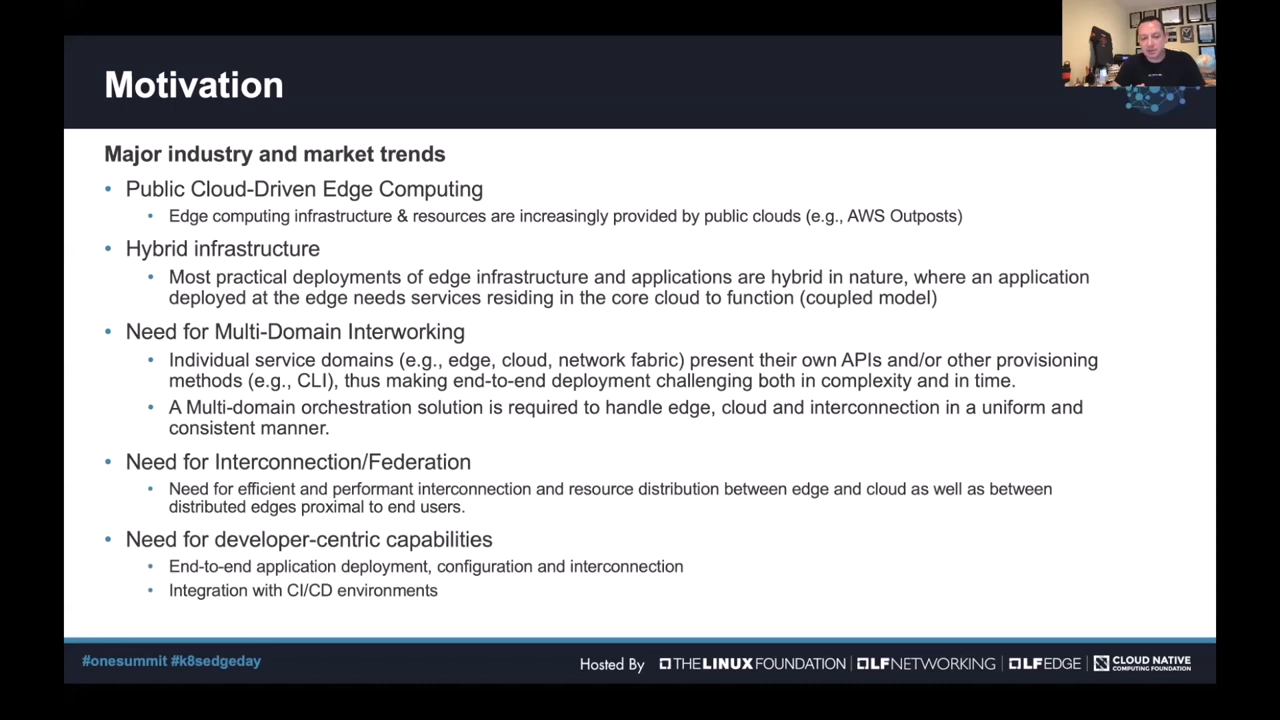 Motivation
Major industry and market trends
• Public Cloud-Driven Edge Computing
• Edge computing infrastructure & resources are increasingly provided by public clouds (e.g., AWS Outposts)
• Hybrid infrastructure
• Most practical deployments of edge infrastructure and applications are hybrid in nature, where an application
deployed at the edge needs services residing in the core cloud to function (coupled model)
• Need for Multi-Domain Interworking
• Individual service domains (e.g., edge, cloud, network fabric) present their own APIs and/or other provisioning
methods (e.g., CLI), thus making end-to-end deployment challenging both in complexity and in time.
• A Multi-domain orchestration solution is required to handle edge, cloud and interconnection in a uniform and
consistent manner.
• Need for Interconnection/Federation
• Need for efficient and performant interconnection and resource distribution between edge and cloud as well as between
distributed edges proximal to end users.
• Need for developer-centric capabilities
• End-to-end application deployment, configuration and interconnection
• Integration with CI/CD environments
#onesummit #k8sedgeday
Hosted By THE LINUX FOUNDATION | LFNETWORKING | LFEDGE | CLOUD NATIVE
COMPUTING FOUNDATION